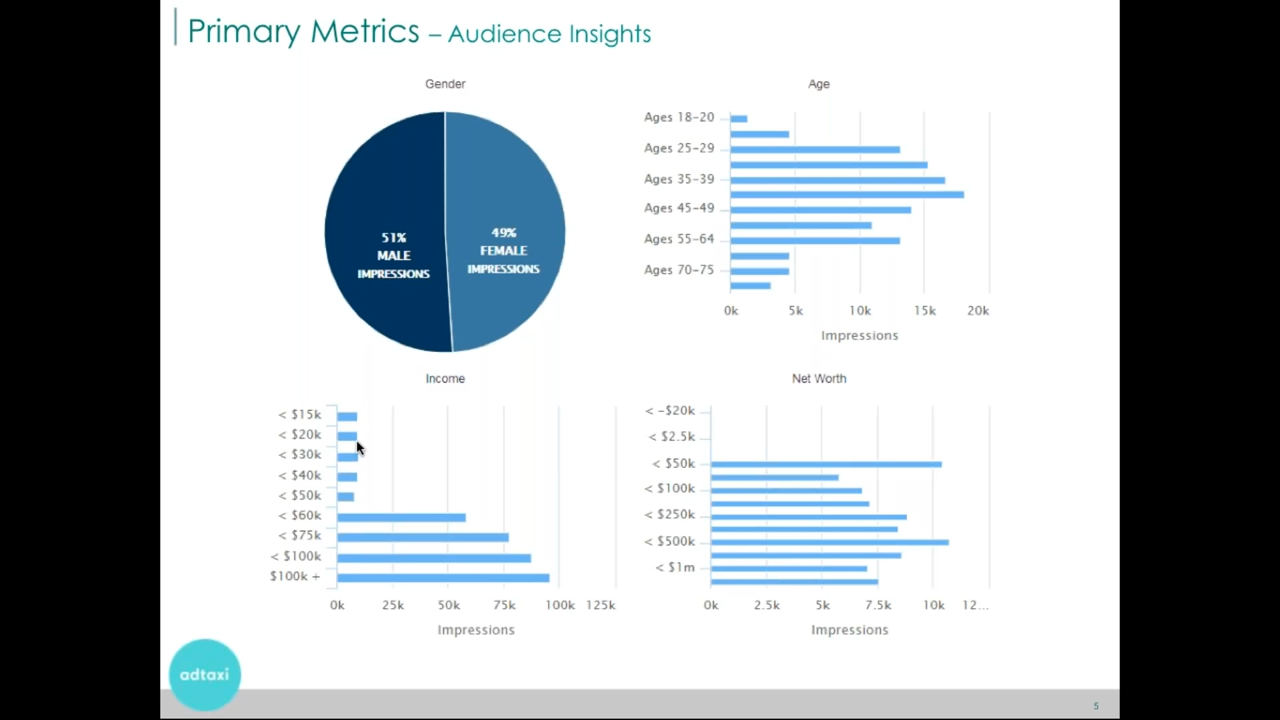 Primary Metrics – Audience Insights
Gender
51%
MALE
IMPRESSIONS
49%
FEMALE
IMPRESSIONS
Age
Ages 18-20
Ages 25-29
Ages 35-39
Ages 45-49
Ages 55-64
Ages 70-75
0k 5k 10k 15k 20k
Impressions
Income
< $15k
< $20k
< $30k
< $40k
< $50k
< $60k
< $75k
< $100k
$100k +
0k 25k 50k 75k 100k 125k
Impressions
Net Worth
< -$20k
< $2.5k
< $50k
< $100k
< $250k
< $500k
< $1m
0k 2.5k 5k 7.5k 10k 12...
Impressions
adtaxi
5